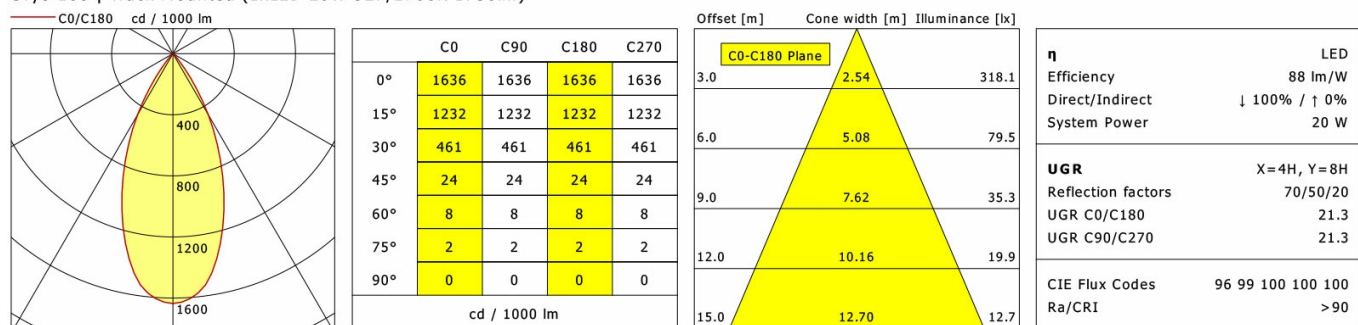 C0/C180 cd / 1000 lm
400
800
1200
1600
C0 C90 C180 C270
0° 1636 1636 1636 1636
15° 1232 1232 1232 1232
30° 461 461 461 461
45° 24 24 24 24
60° 8 8 8 8
75° 2 2 2 2
90° 0 0 0 0
cd / 1000 lm
Offset [m] Cone width [m] Illuminance [lx]
C0-C180 Plane
3.0 2.54 318.1
6.0 5.08 79.5
9.0 7.62 35.3
12.0 10.16 19.9
15.0 12.70 12.7
η LED
Efficiency 88 lm/W
Direct/Indirect ↓ 100% / ↑ 0%
System Power 20 W
UGR X=4H, Y=8H
Reflection factors 70/50/20
UGR C0/C180 21.3
UGR C90/C270 21.3
CIE Flux Codes 96 99 100 100 100
Ra/CRI >90